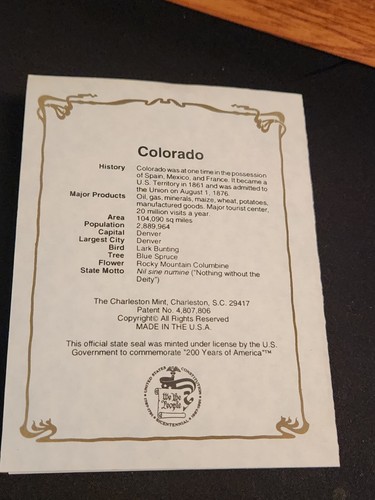 Colorado
History Colorado was at one time in the possession
of Spain, Mexico, and France. It became a
U.S. Territory in 1861 and was admitted to
the Union on August 1, 1876.
Major Products Oil, gas, minerals, maize, wheat, potatoes,
manufactured goods. Major tourist center,
20 million visits a year.
Area 104,090 sq miles
Population 2,889,964
Capital Denver
Largest City Denver
Bird Lark Bunting
Tree Blue Spruce
Flower Rocky Mountain Columbine
State Motto Nil sine numine ("Nothing without the
Deity")
The Charleston Mint, Charleston, S.C. 29417
Patent No. 4,807,806
Copyright© All Rights Reserved
MADE IN THE U.S.A.
This official state seal was minted under license by the U.S.
Government to commemorate "200 Years of America"™
UNITED STATES CONSTITUTION
We the
People
BICENTENNIAL